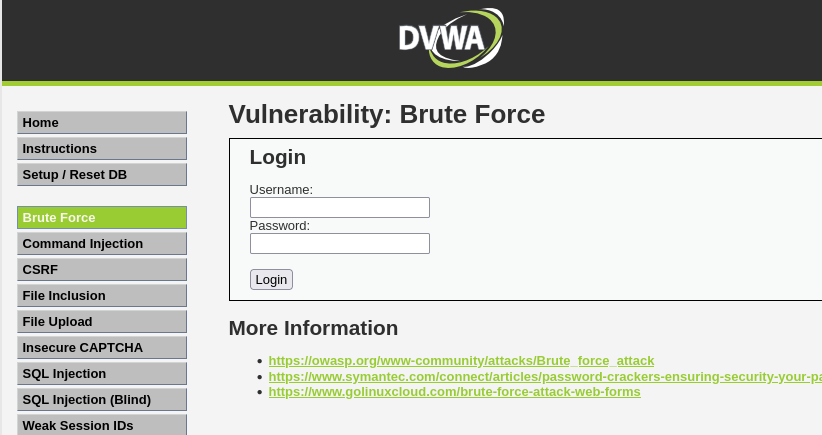 DVWA
Home
Instructions
Setup / Reset DB
Brute Force
Command Injection
CSRF
File Inclusion
File Upload
Insecure CAPTCHA
SQL Injection
SQL Injection (Blind)
Weak Session IDs
Vulnerability: Brute Force
Login
Username:
Password:
Login
More Information
https://owasp.org/www-community/attacks/Brute_force_attack
https://www.symantec.com/connect/articles/password-crackers-ensuring-security-your-pa
https://www.golinuxcloud.com/brute-force-attack-web-forms